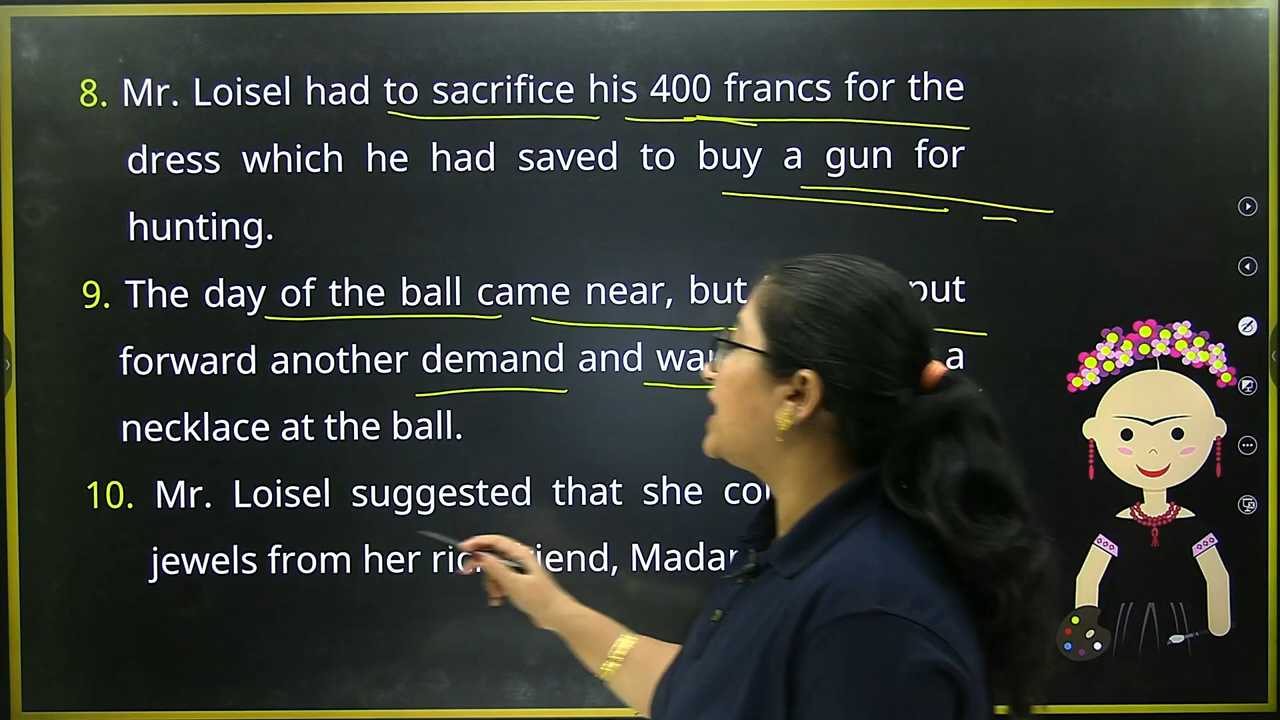 8. Mr. Loisel had to sacrifice his 400 francs for the
dress which he had saved to buy a gun for
hunting.
9. The day of the ball came near, but put
forward another demand and a
necklace at the ball.
10. Mr. Loisel suggested that she
jewels from her